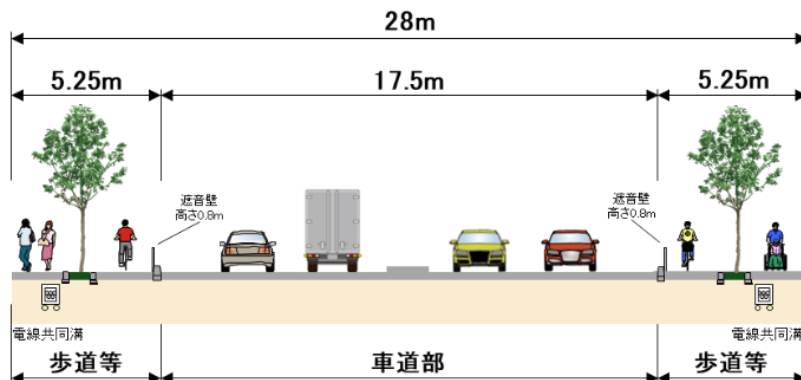 28m
5.25m
17.5m
5.25m
遮音壁
高さ0.8m
遮音壁
高さ0.8m
電線共同溝
電線共同溝
歩道等
車道部
歩道等